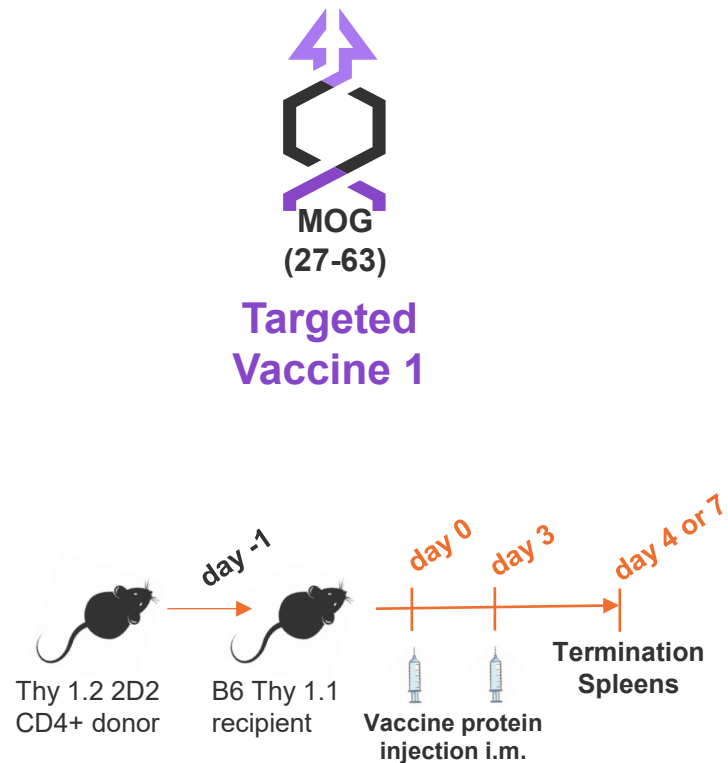 MOG
(27-63)
Targeted
Vaccine 1
day -1
day 0
day 3
day 4 or 7
Thy 1.2 2D2
CD4+ donor
B6 Thy 1.1
recipient
Vaccine protein
injection i.m.
Termination
Spleens